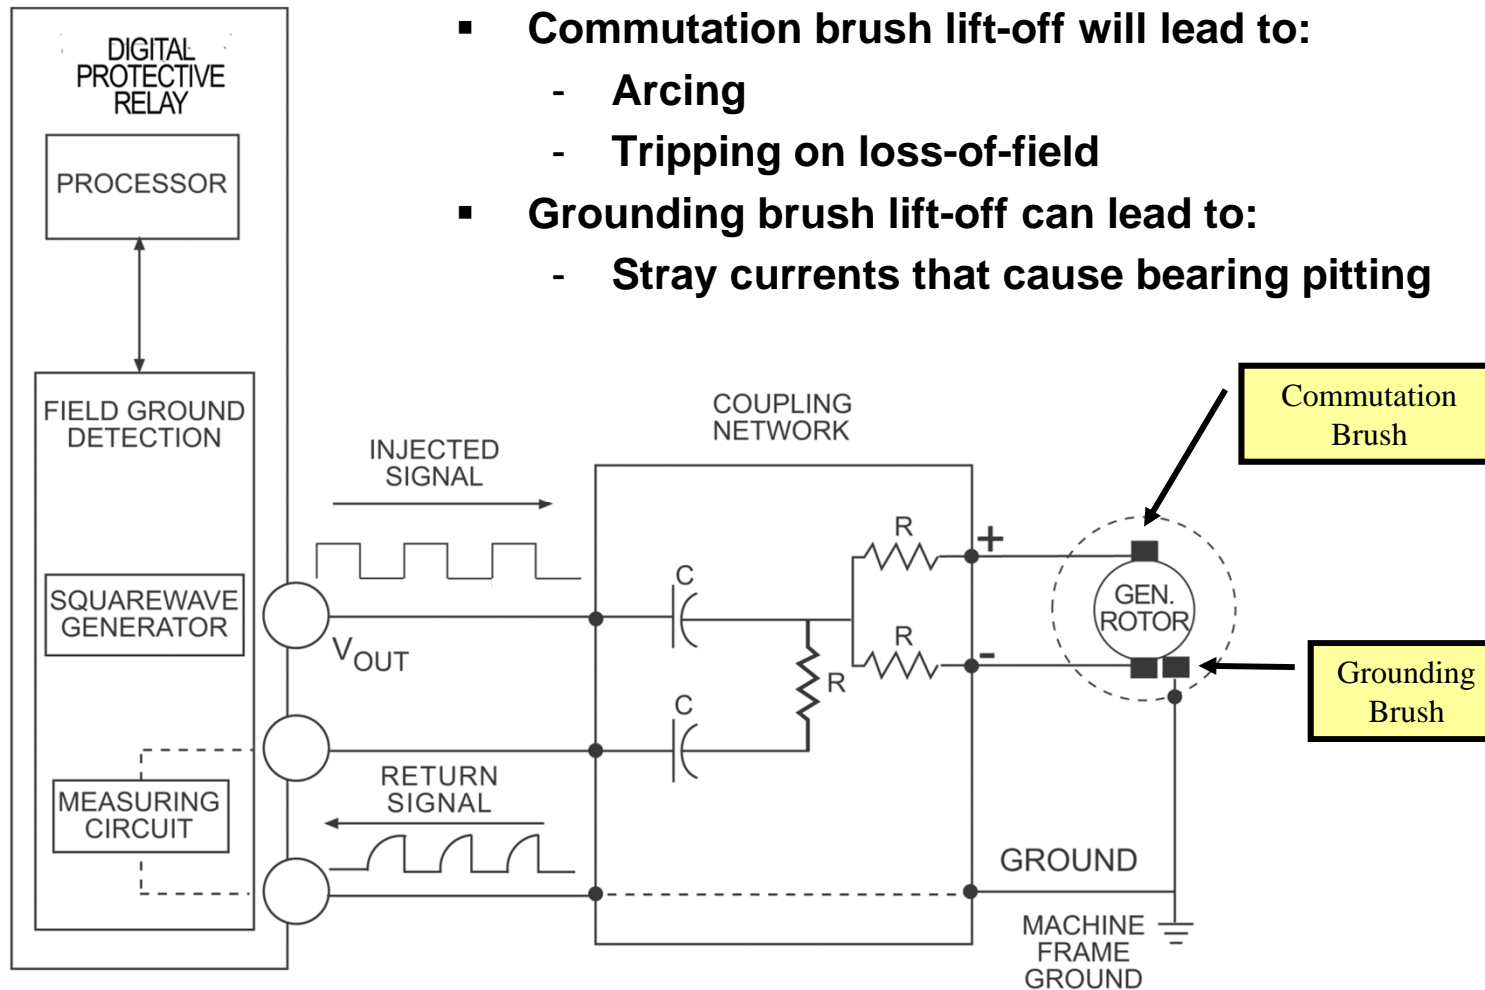 ▪ Commutation brush lift-off will lead to:
- Arcing
- Tripping on loss-of-field
▪ Grounding brush lift-off can lead to:
- Stray currents that cause bearing pitting
DIGITAL
PROTECTIVE
RELAY
PROCESSOR
FIELD GROUND
DETECTION
SQUAREWAVE
GENERATOR
MEASURING
CIRCUIT
INJECTED
SIGNAL
VOUT
RETURN
SIGNAL
COUPLING
NETWORK
C
C
R
R
R
+
-
GEN.
ROTOR
Commutation
Brush
Grounding
Brush
GROUND
MACHINE
FRAME
GROUND